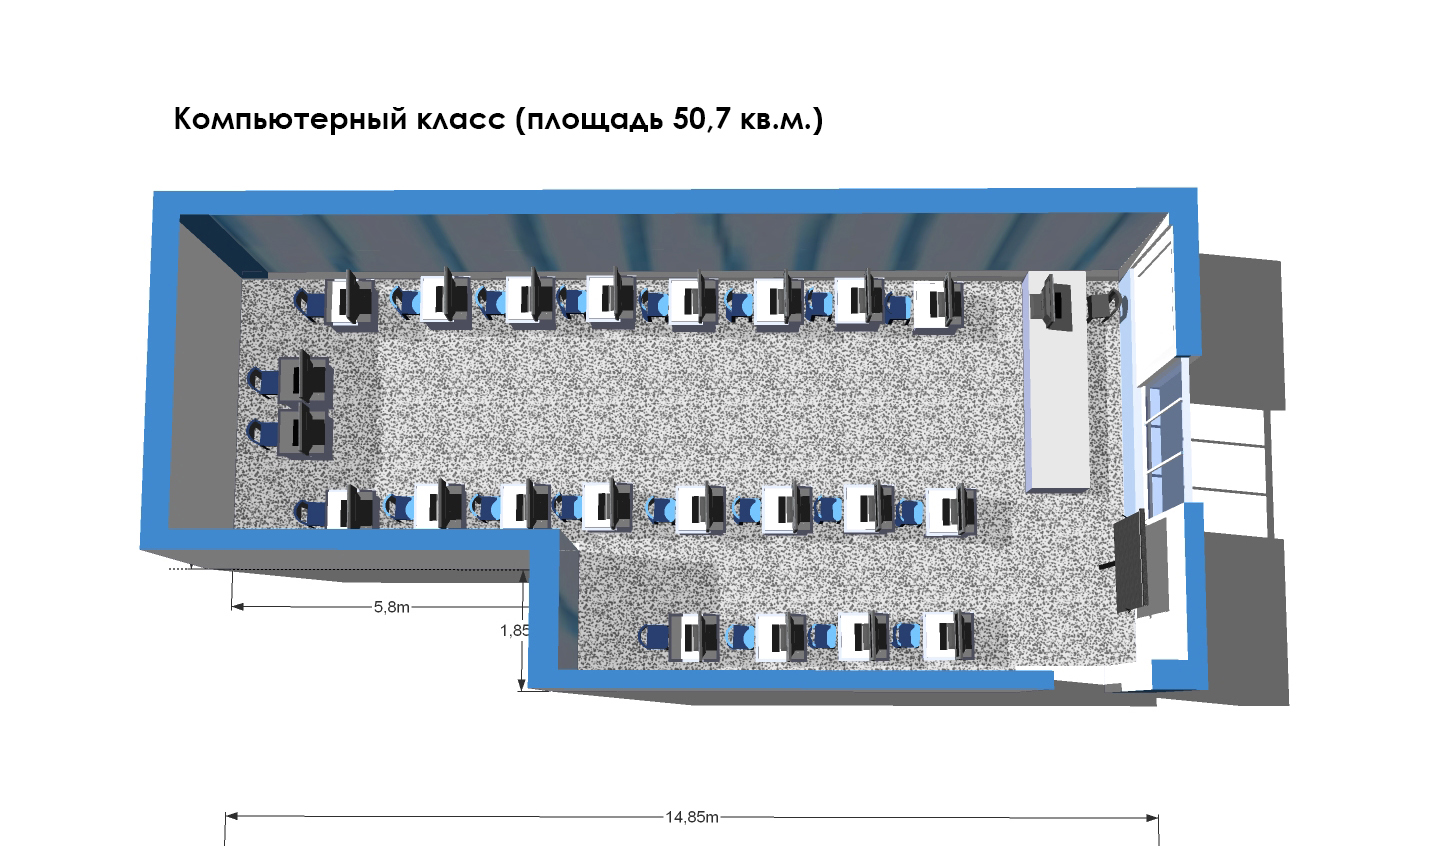 Компьютерный класс (площадь 50,7 кв.м.)
5,8m
1,85
14,85m